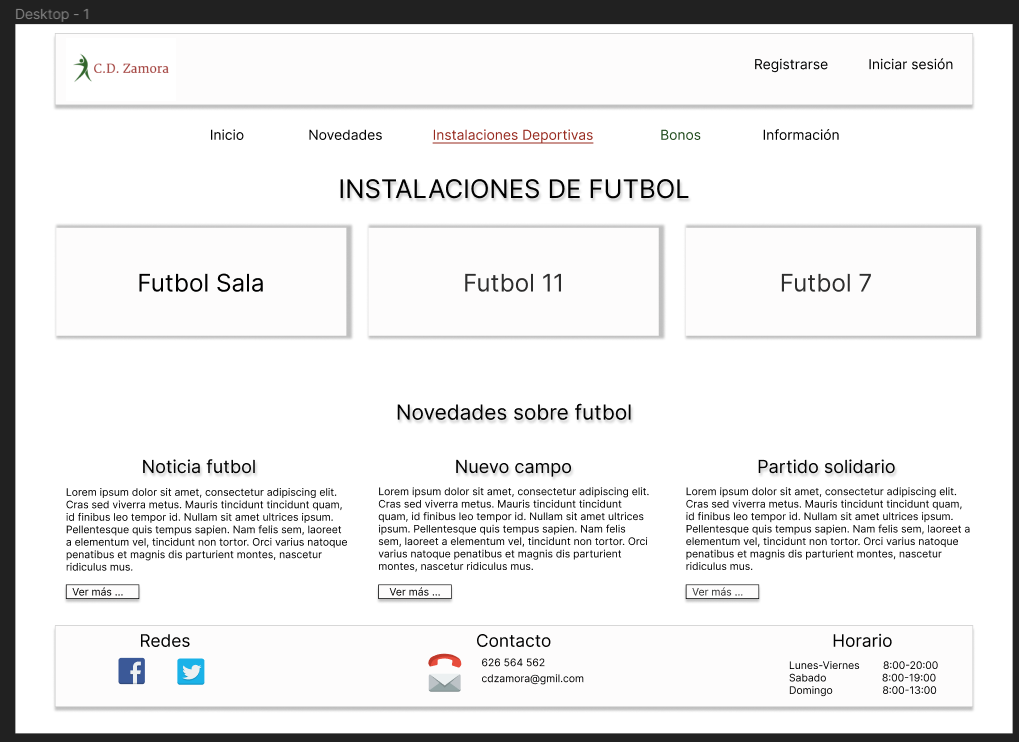 Desktop - 1
C.D. Zamora
Registrarse
Iniciar sesión
Inicio
Novedades
Instalaciones Deportivas
Bonos
Información
INSTALACIONES DE FUTBOL
Futbol Sala
Futbol 11
Futbol 7
Novedades sobre futbol
Noticia futbol
Lorem ipsum dolor sit amet, consectetur adipiscing elit.
Cras sed viverra metus. Mauris tincidunt tincidunt quam,
id finibus leo tempor id. Nullam sit amet ultrices ipsum.
Pellentesque quis tempus sapien. Nam felis sem, laoreet
a elementum vel, tincidunt non tortor. Orci varius natoque
penatibus et magnis dis parturient montes, nascetur
ridiculus mus.
Ver más ...
Nuevo campo
Lorem ipsum dolor sit amet, consectetur adipiscing elit.
Cras sed viverra metus. Mauris tincidunt tincidunt
quam, id finibus leo tempor id. Nullam sit amet ultrices
ipsum. Pellentesque quis tempus sapien. Nam felis
sem, laoreet a elementum vel, tincidunt non tortor. Orci
varius natoque penatibus et magnis dis parturient
montes, nascetur ridiculus mus.
Ver más ...
Partido solidario
Lorem ipsum dolor sit amet, consectetur adipiscing elit.
Cras sed viverra metus. Mauris tincidunt tincidunt quam,
id finibus leo tempor id. Nullam sit amet ultrices ipsum.
Pellentesque quis tempus sapien. Nam felis sem, laoreet a
elementum vel, tincidunt non tortor. Orci varius natoque
penatibus et magnis dis parturient montes, nascetur
ridiculus mus.
Ver más ...
Redes
Contacto
626 564 562
cdzamora@gmil.com
Horario
Lunes-Viernes 8:00-20:00
Sabado 8:00-19:00
Domingo 8:00-13:00